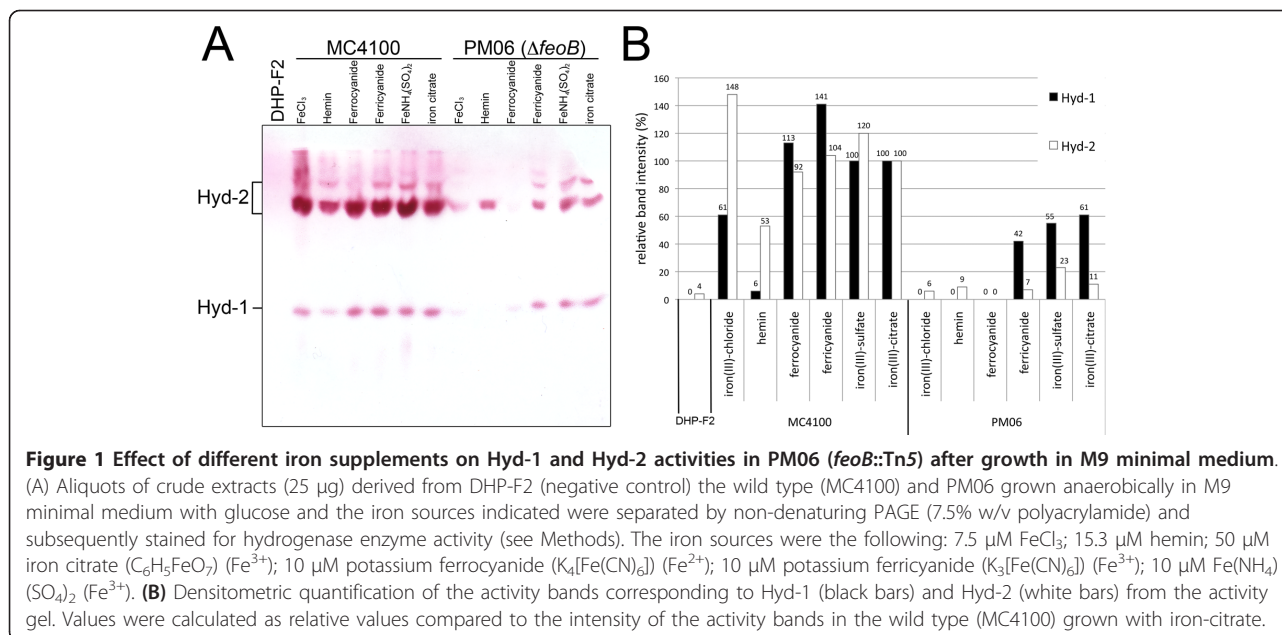 A
MC4100
PM06 (ΔfeoB)
DHP-F2
FeCl₃
Hemin
Ferrocyanide
Ferricyanide
FeNH₄(SO₄)₂
iron citrate
FeCl₃
Hemin
Ferrocyanide
Ferricyanide
FeNH₄(SO₄)₂
iron citrate
Hyd-2
Hyd-1
B
relative band intensity (%)
160
140
120
100
80
60
40
20
0
0 4
61 148
6 53
113 92
141 104
100 120
100 100
0 6
0 9
0 0
42 7
55 23
61 11
Hyd-1
Hyd-2
iron(III)-chloride
hemin
ferrocyanide
ferricyanide
iron(III)-sulfate
iron(III)-citrate
iron(III)-chloride
hemin
ferrocyanide
ferricyanide
iron(III)-sulfate
iron(III)-citrate
DHP-F2
MC4100
PM06
Figure 1 Effect of different iron supplements on Hyd-1 and Hyd-2 activities in PM06 (feoB::Tn5) after growth in M9 minimal medium.
(A) Aliquots of crude extracts (25 μg) derived from DHP-F2 (negative control) the wild type (MC4100) and PM06 grown anaerobically in M9
minimal medium with glucose and the iron sources indicated were separated by non-denaturing PAGE (7.5% w/v polyacrylamide) and
subsequently stained for hydrogenase enzyme activity (see Methods). The iron sources were the following: 7.5 μM FeCl₃; 15.3 μM hemin; 50 μM
iron citrate (C₆H₅FeO₇) (Fe³⁺); 10 μM potassium ferrocyanide (K₄[Fe(CN)₆]) (Fe²⁺); 10 μM potassium ferricyanide (K₃[Fe(CN)₆]) (Fe³⁺); 10 μM Fe(NH₄)
(SO₄)₂ (Fe³⁺). (B) Densitometric quantification of the activity bands corresponding to Hyd-1 (black bars) and Hyd-2 (white bars) from the activity
gel. Values were calculated as relative values compared to the intensity of the activity bands in the wild type (MC4100) grown with iron-citrate.